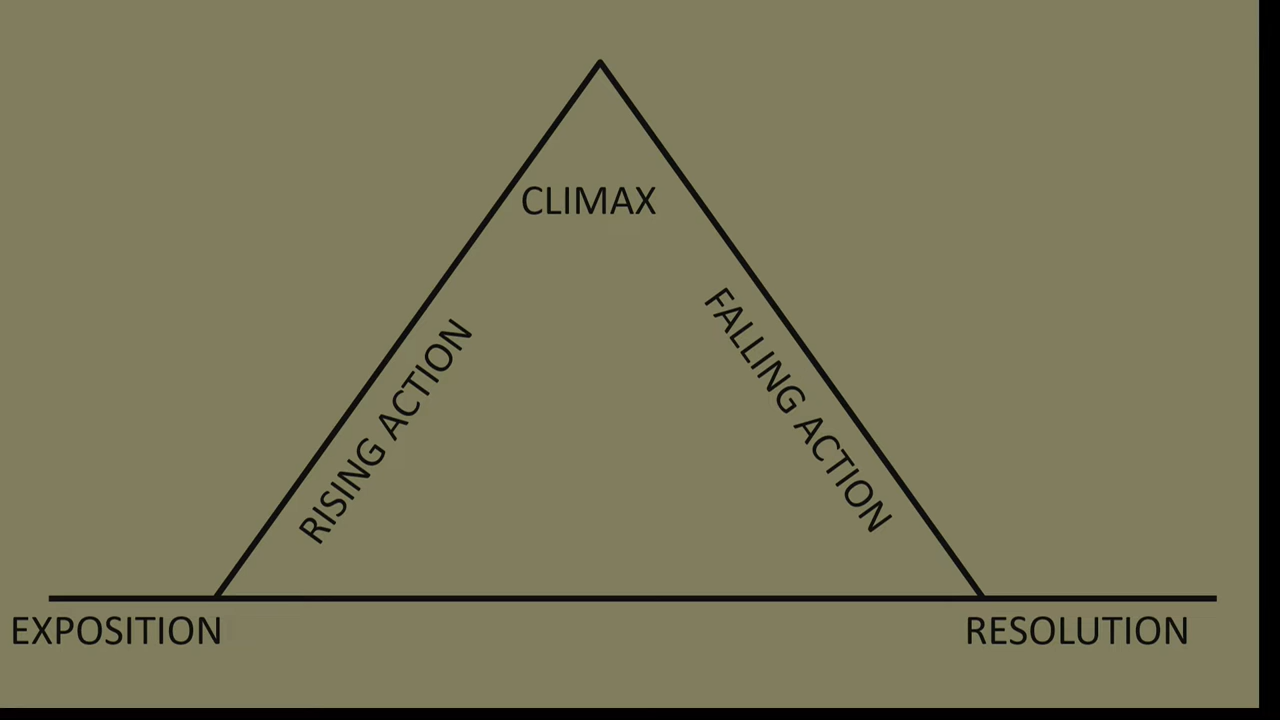 CLIMAX
RISING ACTION
FALLING ACTION
EXPOSITION
RESOLUTION